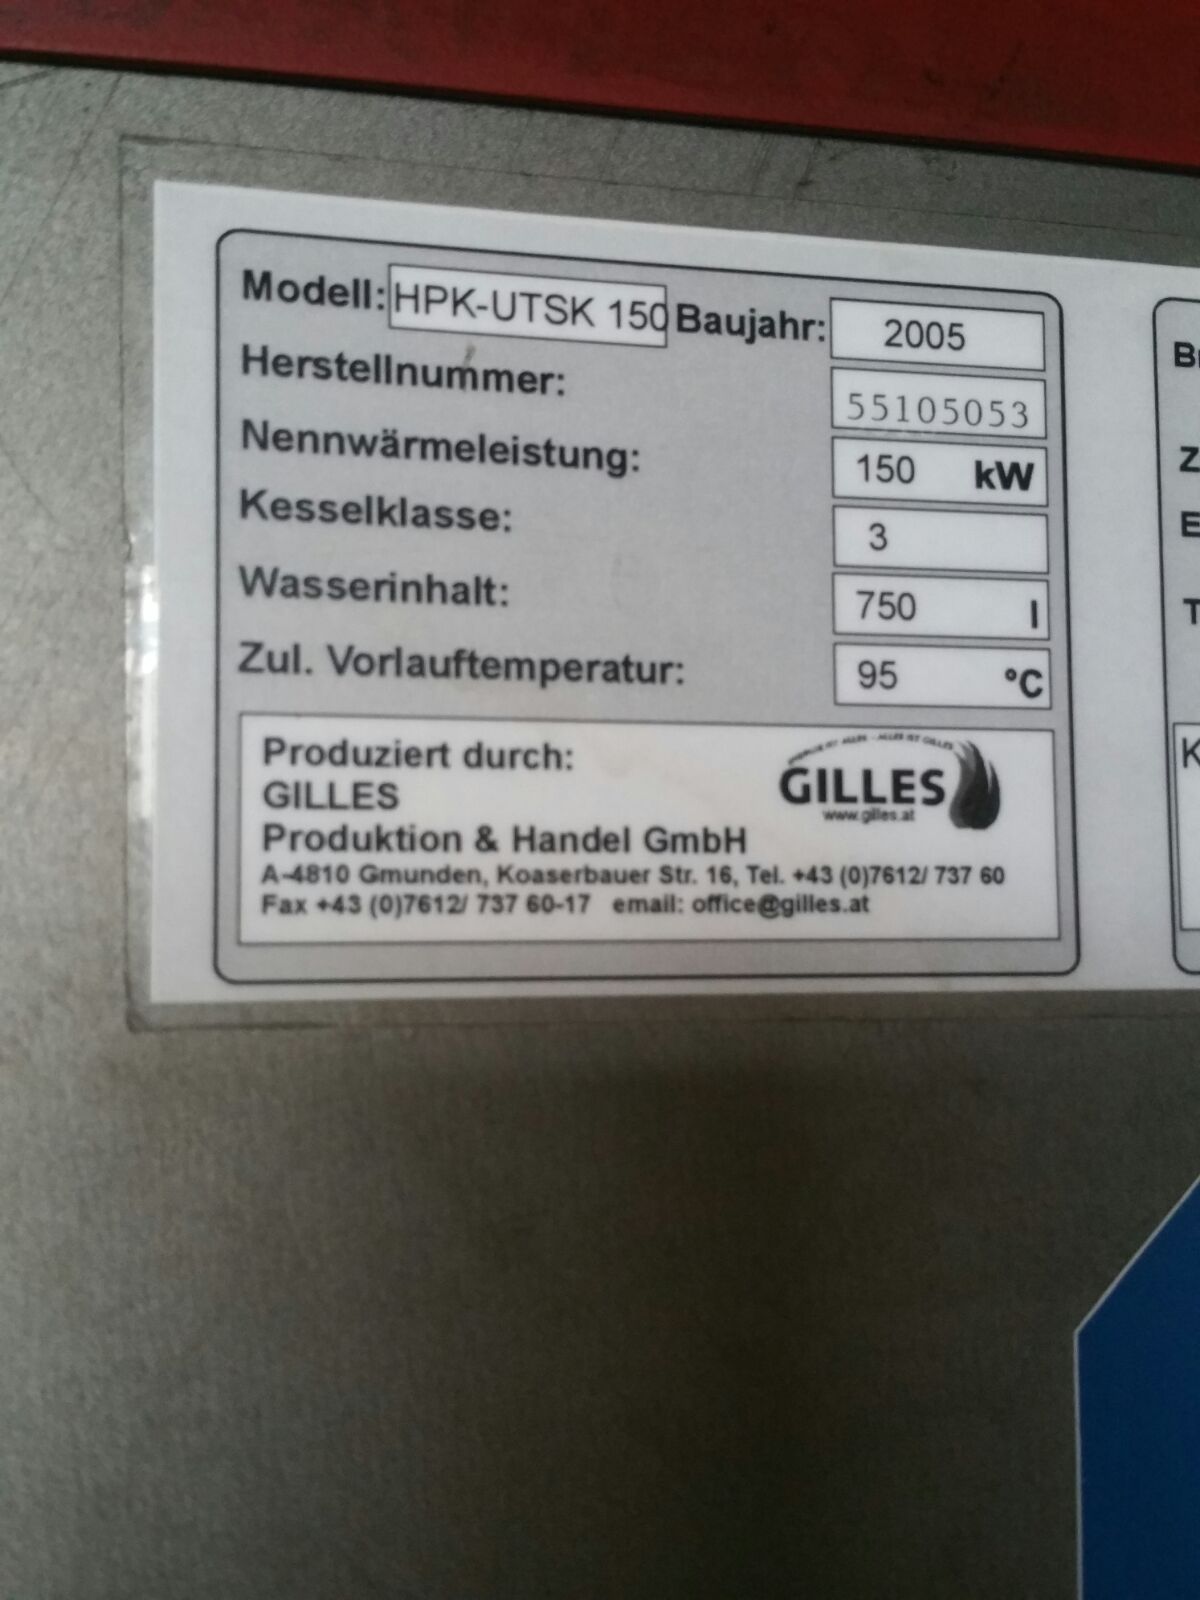 Modell: HPK-UTSK 150 Baujahr: 2005
Herstellnummer: 55105053
Nennwärmeleistung: 150 kW
Kesselklasse: 3
Wasserinhalt: 750 l
Zul. Vorlauftemperatur: 95 °C
Produziert durch:
GILLES
Produktion & Handel GmbH
A-4810 Gmunden, Koaserbauer Str. 16, Tel. +43 (0)7612/ 737 60
Fax +43 (0)7612/ 737 60-17 email: office@gilles.at
GILLES
www.gilles.at